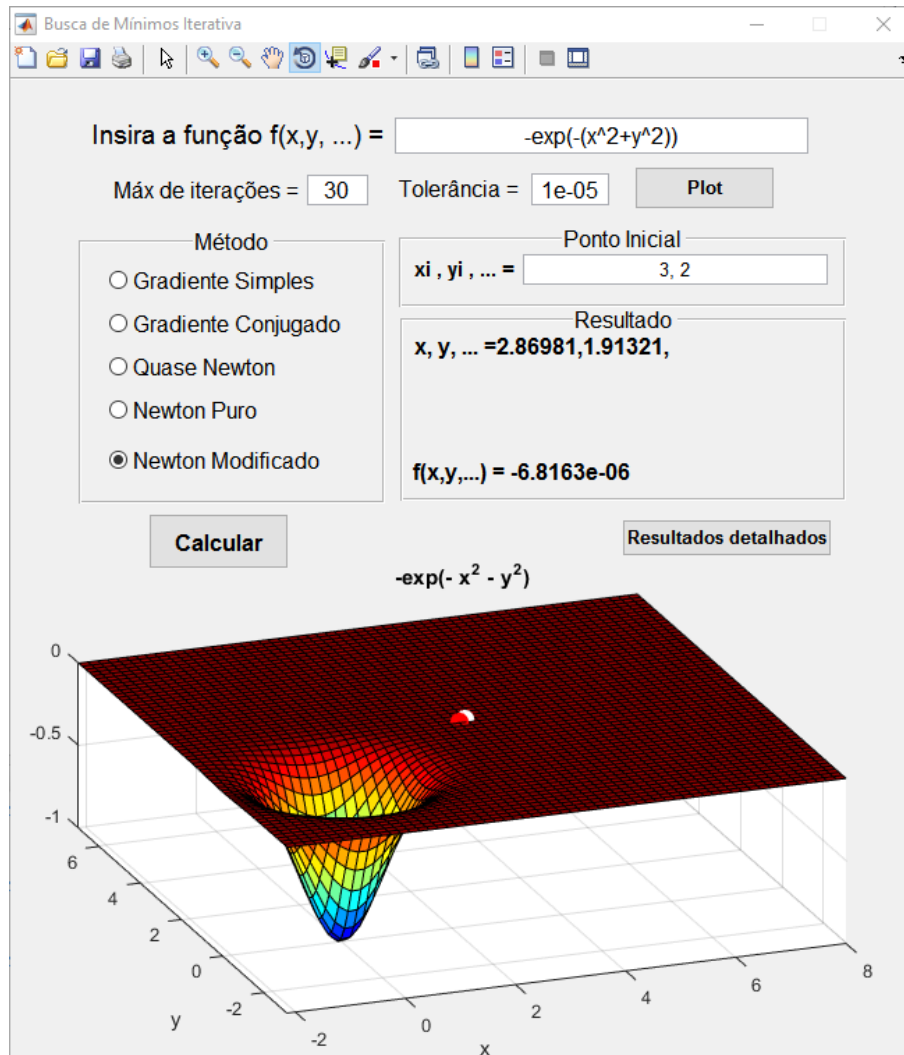 Busca de Mínimos Iterativa
Insira a função f(x,y, ...) = -exp(-(x^2+y^2))
Máx de iterações = 30 Tolerância = 1e-05 Plot
Método
Gradiente Simples
Gradiente Conjugado
Quase Newton
Newton Puro
Newton Modificado
Ponto Inicial
xi , yi , ... = 3, 2
Resultado
x, y, ... =2.86981,1.91321,
f(x,y,...) = -6.8163e-06
Calcular
Resultados detalhados
-exp(- x² - y²)
0
-0.5
-1
6
4
2
0
-2
y
-2
0
2
4
6
8
x